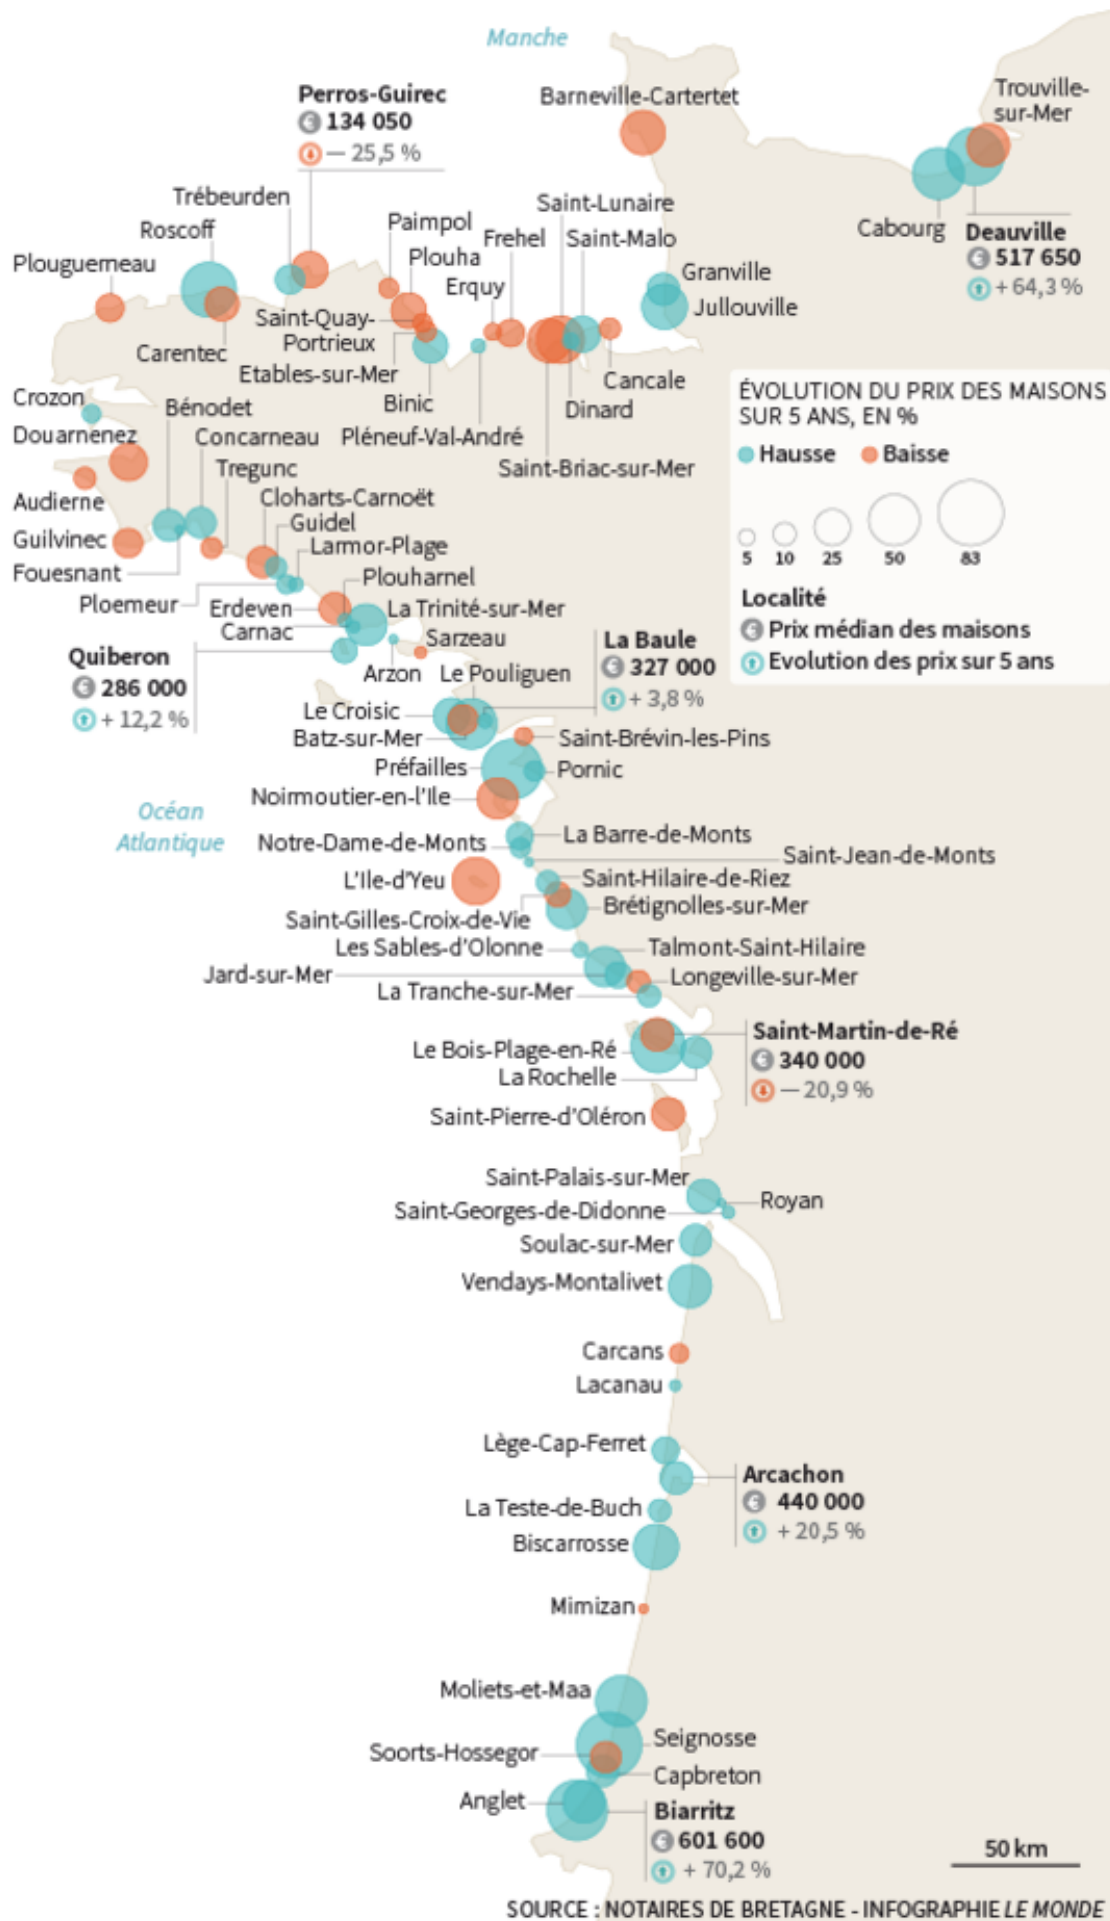 Manche
Perros-Guirec
€ 134 050
— 25,5 %
Barneville-Cartertet
Trouville-
sur-Mer
Trébeurden
Roscoff
Plouguerneau
Paimpol
Plouha
Frehel
Erquy
Saint-Lunaire
Saint-Malo
Cabourg
Deauville
€ 517 650
+ 64,3 %
Granville
Jullouville
Saint-Quay-
Portrieux
Carentec
Etables-sur-Mer
Binic
Pléneuf-Val-André
Cancale
Dinard
Saint-Briac-sur-Mer
ÉVOLUTION DU PRIX DES MAISONS
SUR 5 ANS, EN %
Hausse Baisse
5 10 25 50 83
Localité
€ Prix médian des maisons
Evolution des prix sur 5 ans
Crozon
Bénodet
Douarnenez
Concarneau
Tregunc
Audierne
Cloharts-Carnoët
Guidel
Guilvinec
Larmor-Plage
Fouesnant
Plouharnel
Ploemeur
Erdeven
La Trinité-sur-Mer
Carnac
Sarzeau
Quiberon
€ 286 000
+ 12,2 %
Arzon
Le Pouliguen
La Baule
€ 327 000
+ 3,8 %
Le Croisic
Batz-sur-Mer
Saint-Brévin-les-Pins
Préfailles
Pornic
Noirmoutier-en-l'Ile
Océan
Atlantique
La Barre-de-Monts
Notre-Dame-de-Monts
Saint-Jean-de-Monts
L'Ile-d'Yeu
Saint-Hilaire-de-Riez
Saint-Gilles-Croix-de-Vie
Brétignolles-sur-Mer
Les Sables-d'Olonne
Talmont-Saint-Hilaire
Jard-sur-Mer
Longeville-sur-Mer
La Tranche-sur-Mer
Saint-Martin-de-Ré
€ 340 000
— 20,9 %
Le Bois-Plage-en-Ré
La Rochelle
Saint-Pierre-d'Oléron
Saint-Palais-sur-Mer
Royan
Saint-Georges-de-Didonne
Soulac-sur-Mer
Vendays-Montalivet
Carcans
Lacanau
Lège-Cap-Ferret
Arcachon
€ 440 000
+ 20,5 %
La Teste-de-Buch
Biscarrosse
Mimizan
Moliets-et-Maa
Seignosse
Soorts-Hossegor
Capbreton
Anglet
Biarritz
€ 601 600
+ 70,2 %
50 km
SOURCE : NOTAIRES DE BRETAGNE - INFOGRAPHIE LE MONDE